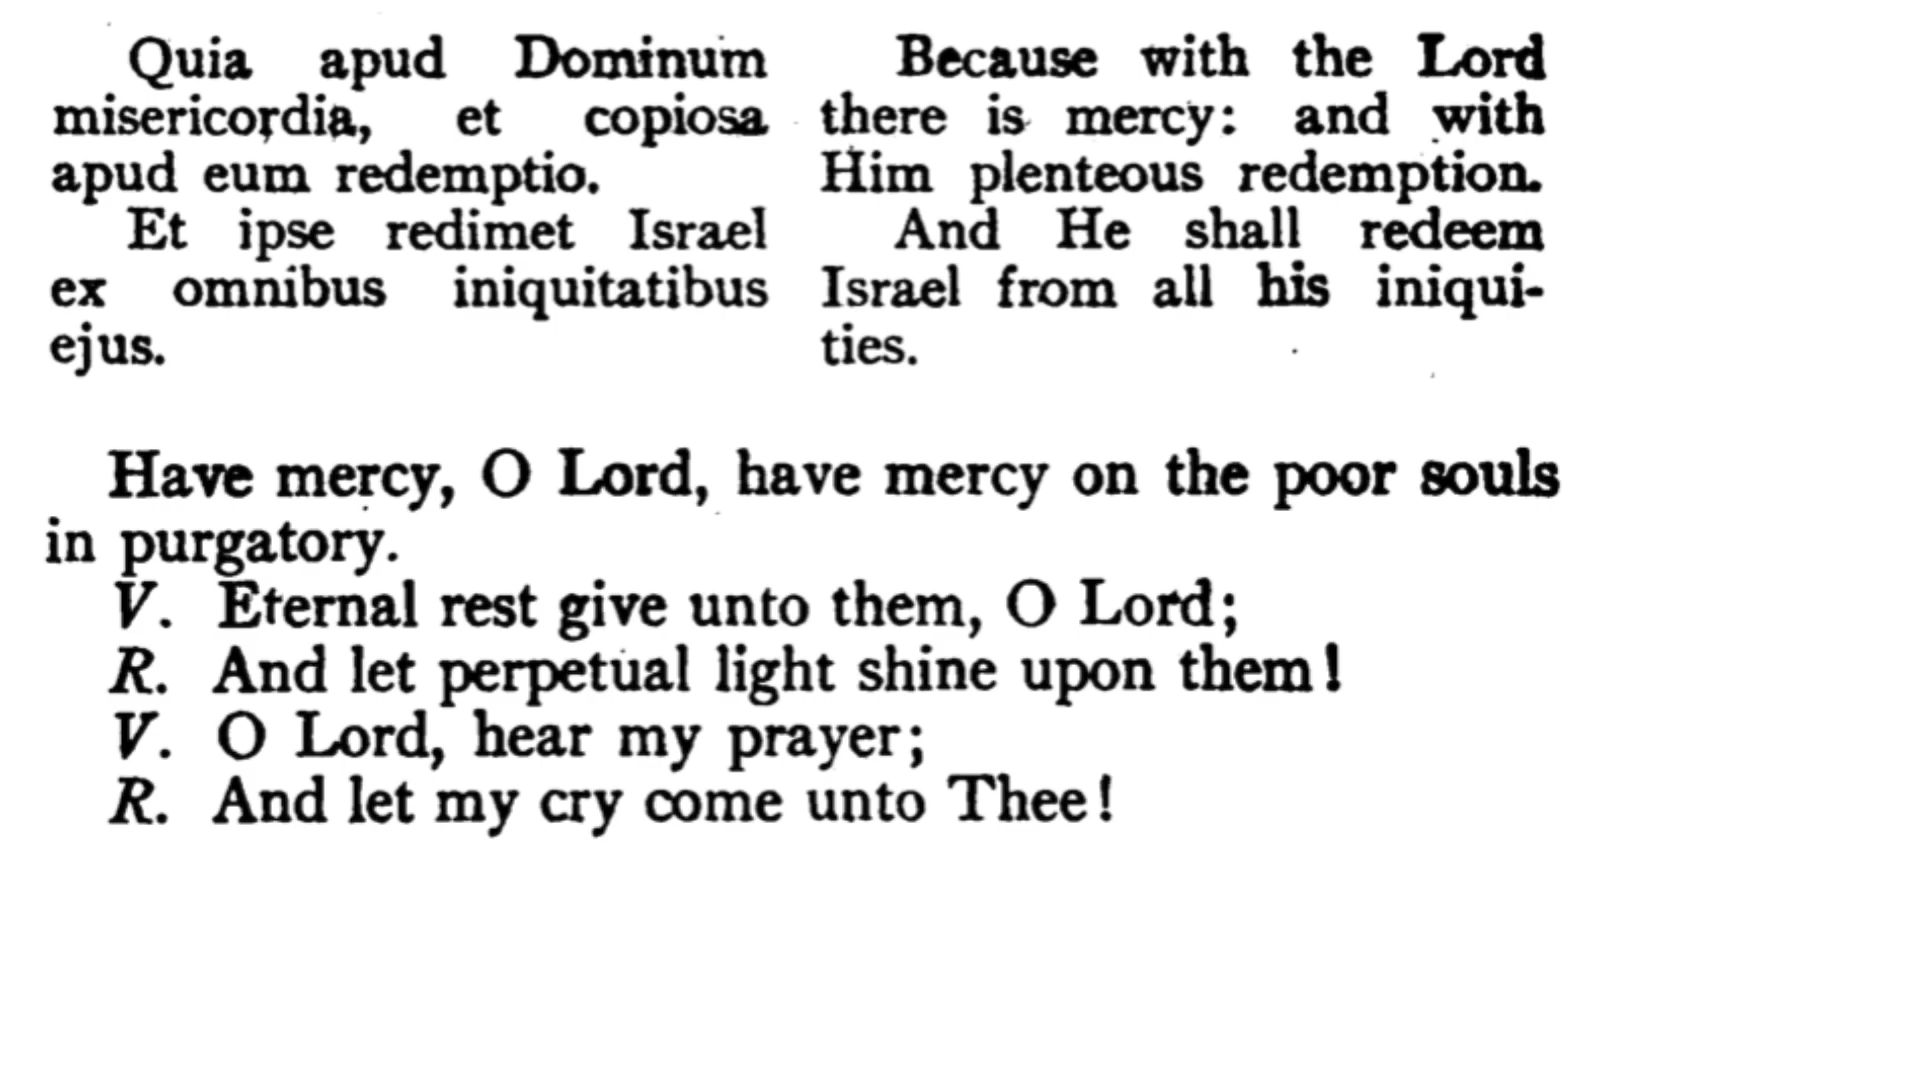 Quia apud Dominum
misericordia, et copiosa
apud eum redemptio.
Et ipse redimet Israel
ex omnibus iniquitatibus
ejus.
Because with the Lord
there is mercy: and with
Him plenteous redemption.
And He shall redeem
Israel from all his iniqui-
ties.
Have mercy, O Lord, have mercy on the poor souls
in purgatory.
V. Eternal rest give unto them, O Lord;
R. And let perpetual light shine upon them!
V. O Lord, hear my prayer;
R. And let my cry come unto Thee!